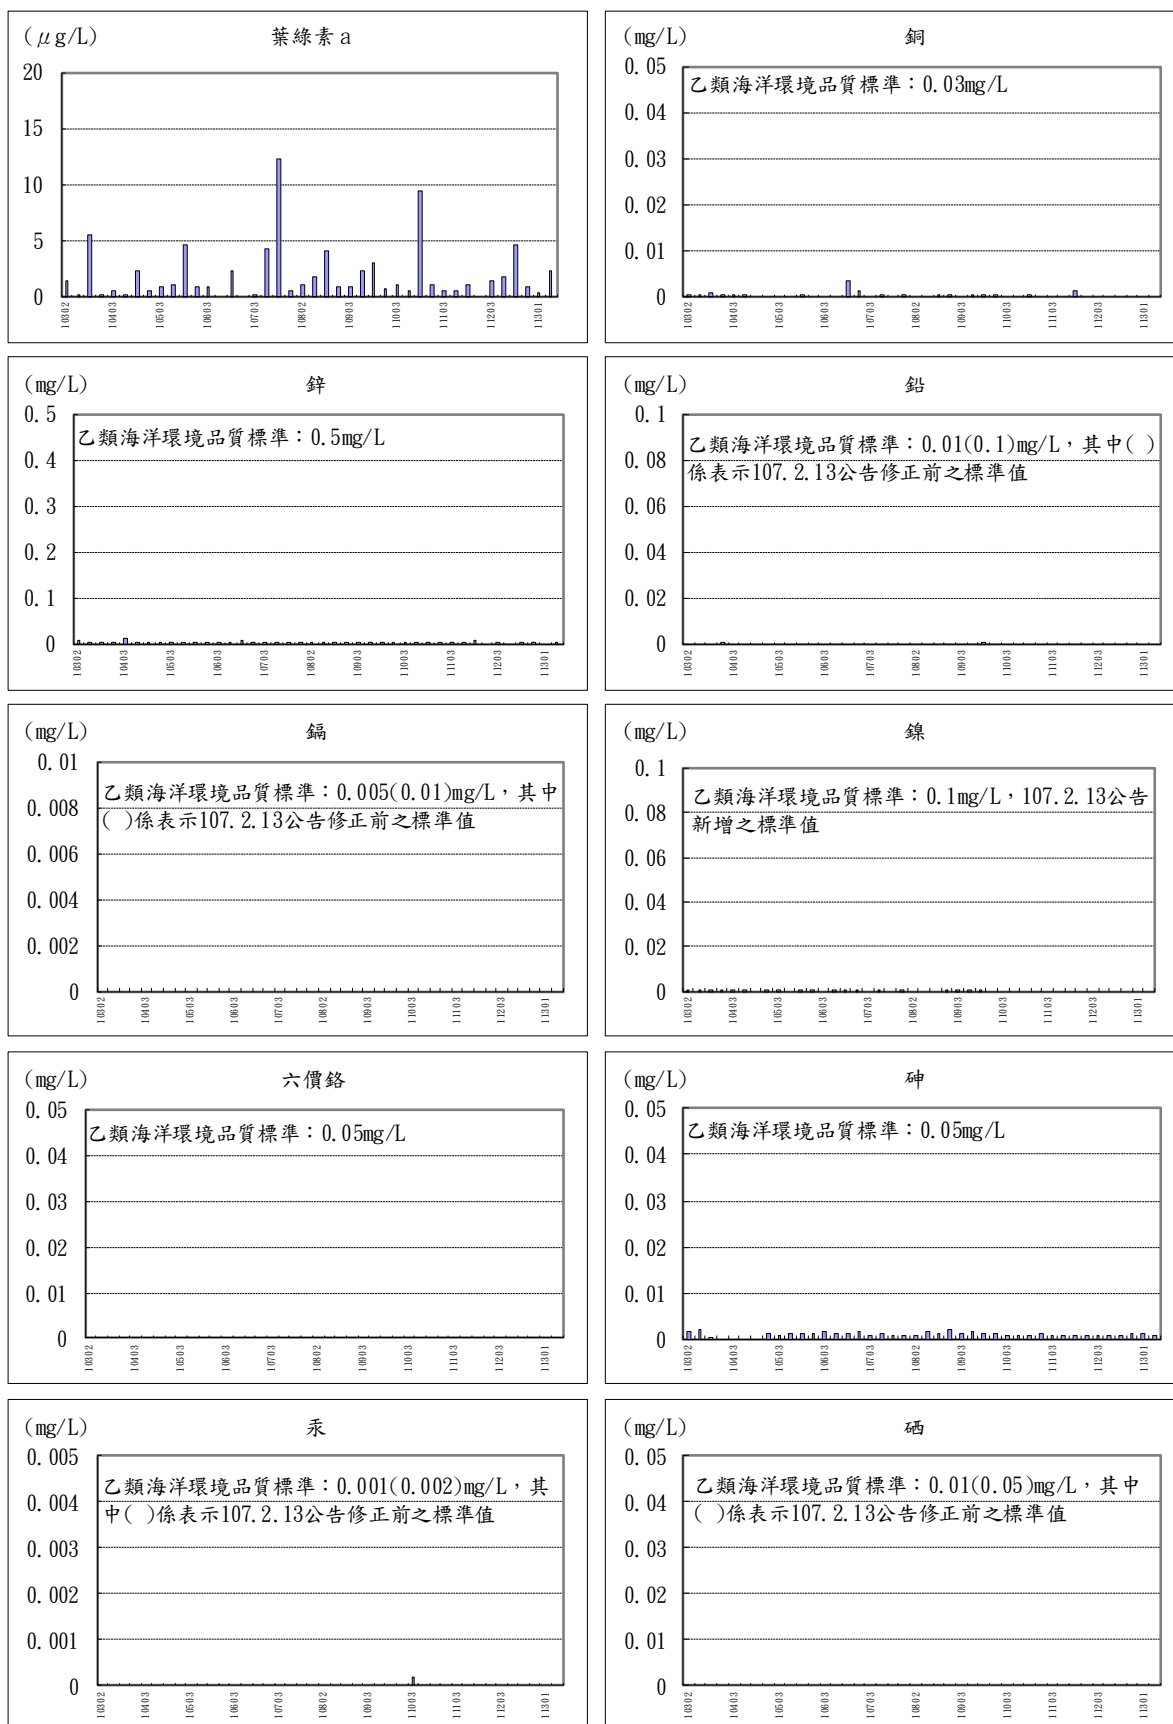 (μg/L) 葉綠素a
20
15
10
5
0
10302 10403 10503 10603 10703 10802 10903 11003 11103 11203 11301
(mg/L) 銅
0.05
乙類海洋環境品質標準：0.03mg/L
0.04
0.03
0.02
0.01
0
10302 10403 10503 10603 10703 10802 10903 11003 11103 11203 11301
(mg/L) 鋅
0.5
乙類海洋環境品質標準：0.5mg/L
0.4
0.3
0.2
0.1
0
10302 10403 10503 10603 10703 10802 10903 11003 11103 11203 11301
(mg/L) 鉛
0.1
乙類海洋環境品質標準：0.01(0.1)mg/L，其中( )
0.08
係表示107.2.13公告修正前之標準值
0.06
0.04
0.02
0
10302 10403 10503 10603 10703 10802 10903 11003 11103 11203 11301
(mg/L) 鎘
0.01
乙類海洋環境品質標準：0.005(0.01)mg/L，其中
0.008
( )係表示107.2.13公告修正前之標準值
0.006
0.004
0.002
0
10302 10403 10503 10603 10703 10802 10903 11003 11103 11203 11301
(mg/L) 鎳
0.1
乙類海洋環境品質標準：0.1mg/L，107.2.13公告
0.08
新增之標準值
0.06
0.04
0.02
0
10302 10403 10503 10603 10703 10802 10903 11003 11103 11203 11301
(mg/L) 六價鉻
0.05
乙類海洋環境品質標準：0.05mg/L
0.04
0.03
0.02
0.01
0
10302 10403 10503 10603 10703 10802 10903 11003 11103 11203 11301
(mg/L) 砷
0.05
乙類海洋環境品質標準：0.05mg/L
0.04
0.03
0.02
0.01
0
10302 10403 10503 10603 10703 10802 10903 11003 11103 11203 11301
(mg/L) 汞
0.005
乙類海洋環境品質標準：0.001(0.002)mg/L，其
0.004
中( )係表示107.2.13公告修正前之標準值
0.003
0.002
0.001
0
10302 10403 10503 10603 10703 10802 10903 11003 11103 11203 11301
(mg/L) 硒
0.05
乙類海洋環境品質標準：0.01(0.05)mg/L，其中
0.04
( )係表示107.2.13公告修正前之標準值
0.03
0.02
0.01
0
10302 10403 10503 10603 10703 10802 10903 11003 11103 11203 11301